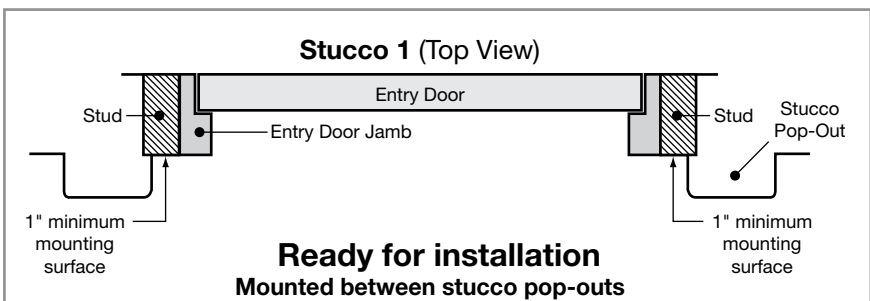 Stucco 1 (Top View)
Entry Door
Stud
Entry Door Jamb
Stud
Stucco
Pop-Out
1" minimum
mounting
surface
1" minimum
mounting
surface
Ready for installation
Mounted between stucco pop-outs